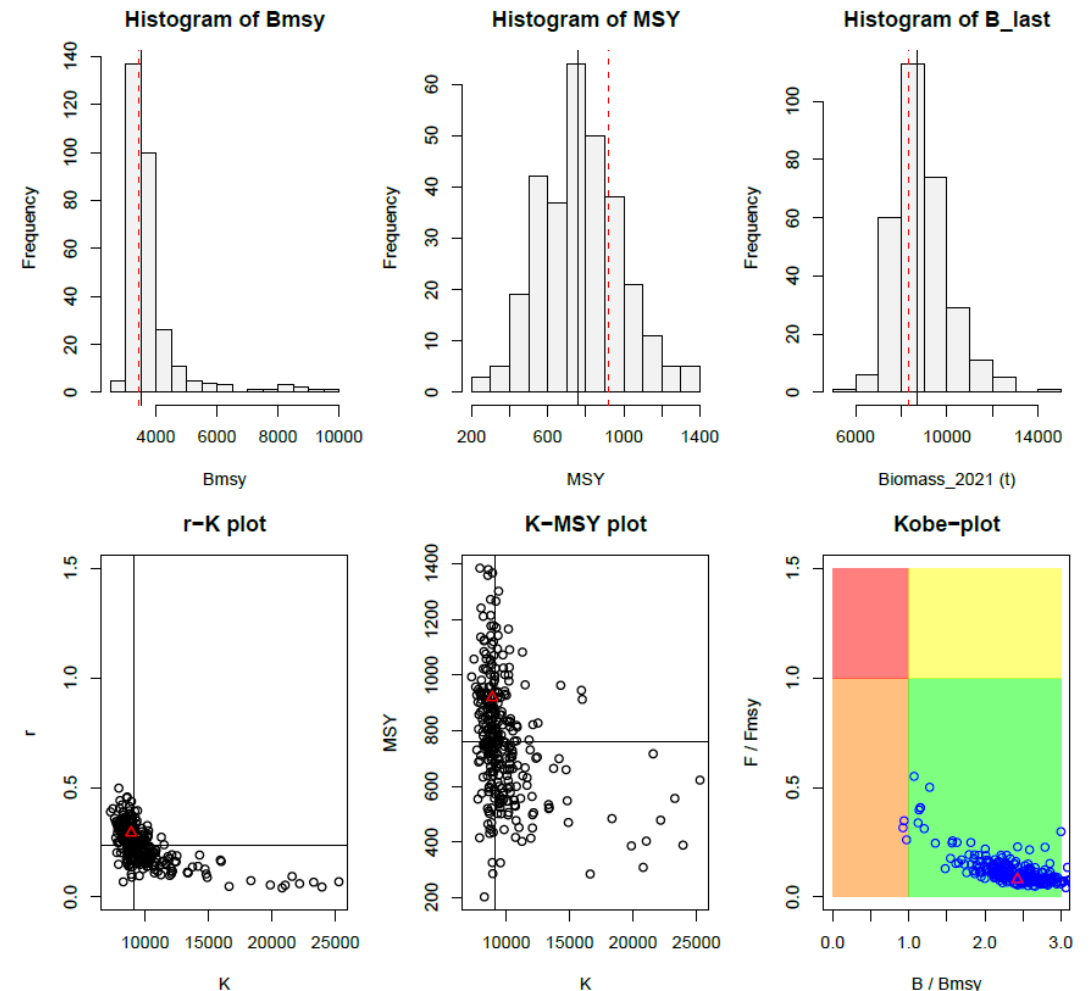 Histogram of Bmsy
Frequency
0 20 40 60 80 100 120 140
4000 6000 8000 10000
Bmsy
Histogram of MSY
Frequency
0 10 20 30 40 50 60
200 600 1000 1400
MSY
Histogram of B_last
Frequency
0 20 40 60 80 100
6000 10000 14000
Biomass_2021 (t)
r−K plot
r
0.0 0.5 1.0 1.5
10000 15000 20000 25000
K
K−MSY plot
MSY
200 400 600 800 1000 1200 1400
10000 15000 20000 25000
K
Kobe−plot
F / Fmsy
0.0 0.5 1.0 1.5
0.0 1.0 2.0 3.0
B / Bmsy